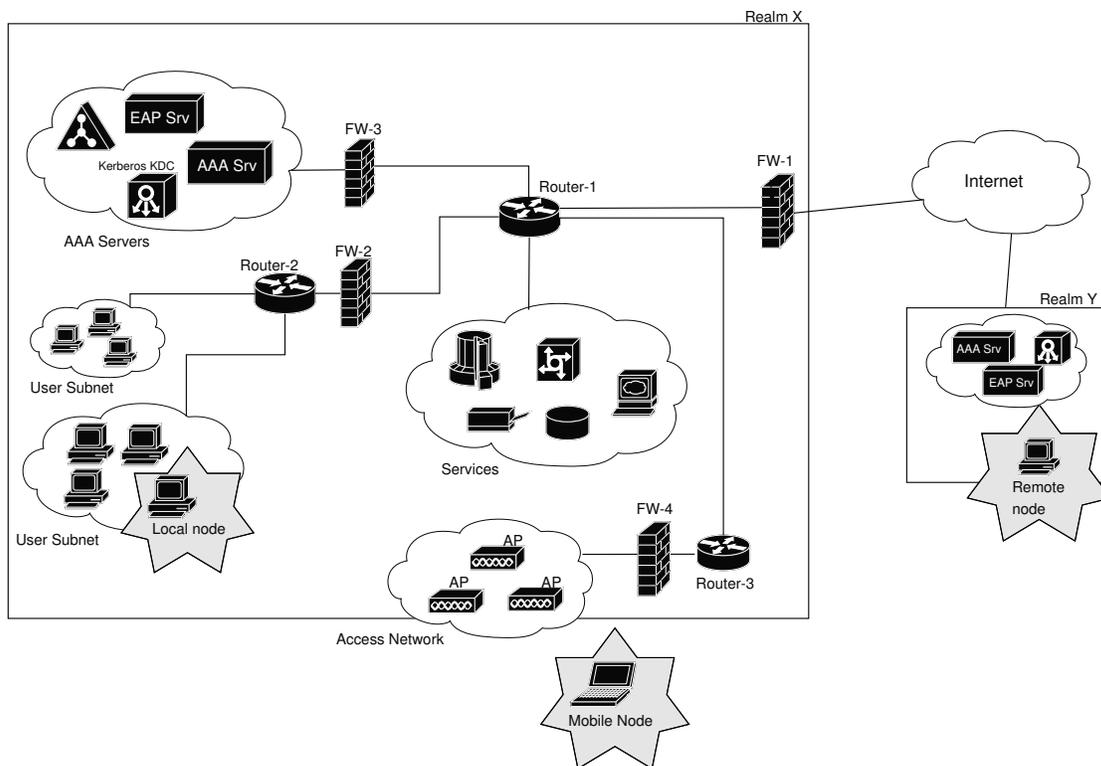 Realm X
EAP Srv
AAA Srv
Kerberos KDC
AAA Servers
FW-3
Router-1
FW-1
Internet
Router-2
FW-2
User Subnet
Services
Realm Y
AAA Srv
EAP Srv
Remote
node
User Subnet
Local node
AP
AP
AP
FW-4
Router-3
Access Network
Mobile Node